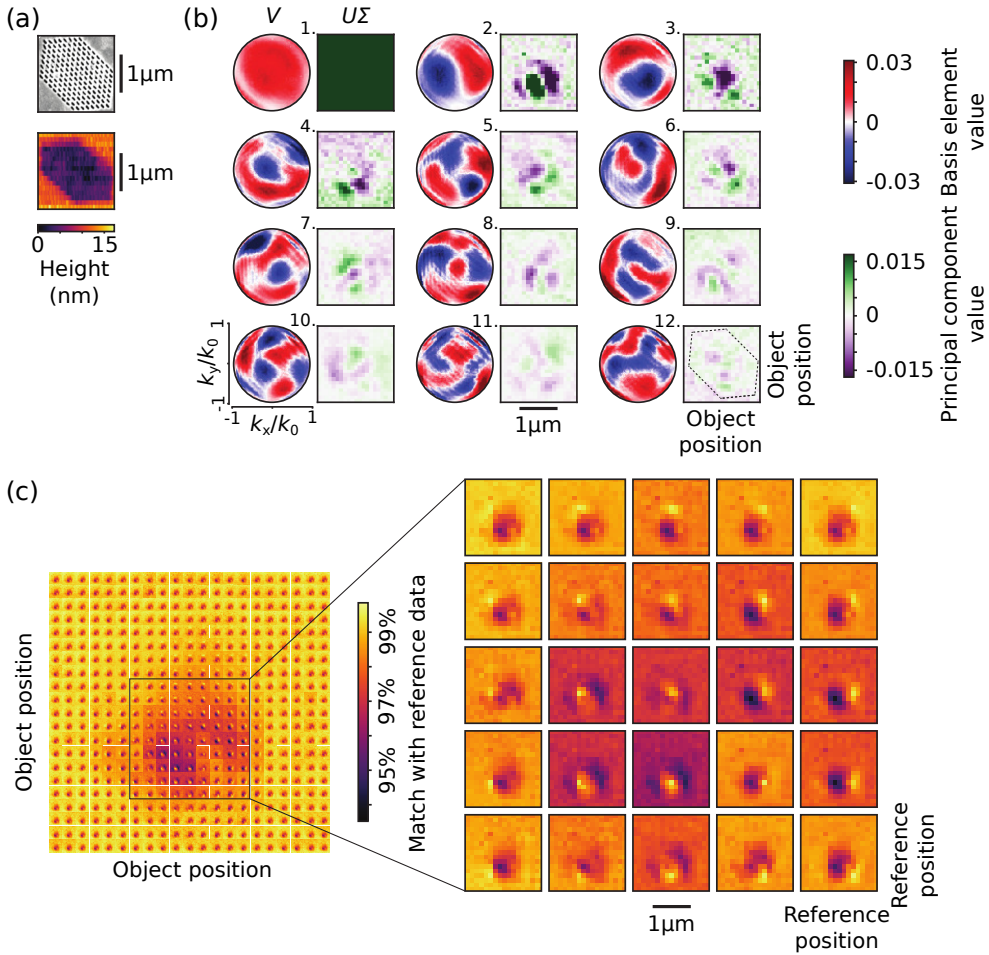 (a)
1μm
1μm
0
15
Height
(nm)
(b)
V
UΣ
1.
2.
3.
4.
5.
6.
7.
8.
9.
10.
11.
12.
1
-1
k_y/k_0
-1
1
k_x/k_0
1μm
Object
position
Object
position
0.03
0
-0.03
Basis element
value
0.015
0
-0.015
Principal component
value
(c)
Object position
Object position
99%
97%
95%
Match with reference data
1μm
Reference
position
Reference
position